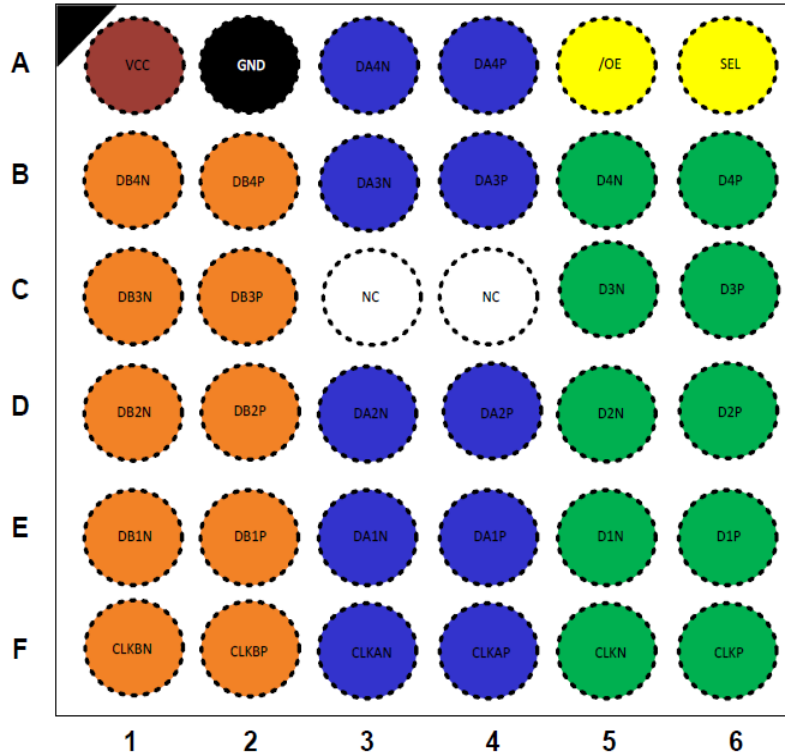 A VCC GND DA4N DA4P /OE SEL
B DB4N DB4P DA3N DA3P D4N D4P
C DB3N DB3P NC NC D3N D3P
D DB2N DB2P DA2N DA2P D2N D2P
E DB1N DB1P DA1N DA1P D1N D1P
F CLKBN CLKBP CLKAN CLKAP CLKN CLKP
1 2 3 4 5 6